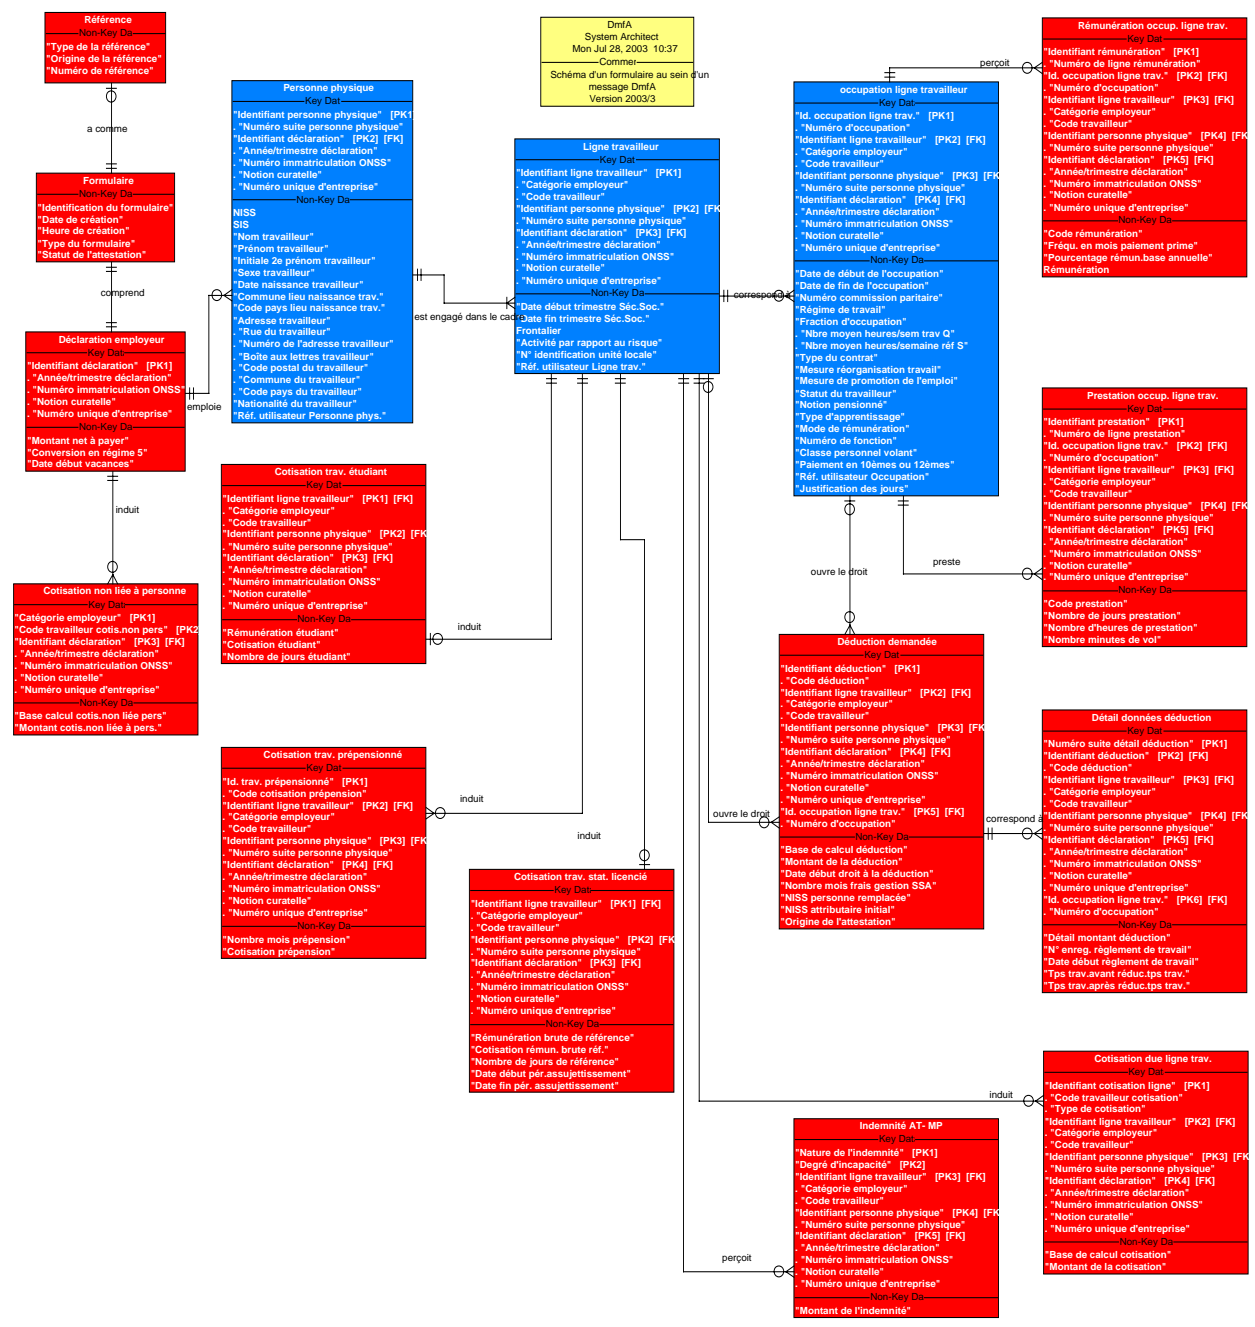 Référence
Non-Key Da
"Type de la référence"
"Origine de la référence"
"Numéro de référence"
a comme
Formulaire
Non-Key Da
"Identification du formulaire"
"Date de création"
"Heure de création"
"Type du formulaire"
"Statut de l'attestation"
comprend
Déclaration employeur
Key Dat
"Identifiant déclaration" [PK1]
. "Année/trimestre déclaration"
. "Numéro immatriculation ONSS"
. "Notion curatelle"
. "Numéro unique d'entreprise"
Non-Key Da
"Montant net à payer"
"Conversion en régime 5"
"Date début vacances"
emploie
induit
Cotisation non liée à personne
Key Dat
"Catégorie employeur" [PK1]
"Code travailleur cotis.non pers" [PK2
"Identifiant déclaration" [PK3] [FK]
. "Année/trimestre déclaration"
. "Numéro immatriculation ONSS"
. "Notion curatelle"
. "Numéro unique d'entreprise"
Non-Key Da
"Base calcul cotis.non liée pers"
"Montant cotis.non liée à pers."
Personne physique
Key Dat
"Identifiant personne physique" [PK1]
. "Numéro suite personne physique"
"Identifiant déclaration" [PK2] [FK]
. "Année/trimestre déclaration"
. "Numéro immatriculation ONSS"
. "Notion curatelle"
. "Numéro unique d'entreprise"
Non-Key Da
NISS
SIS
"Nom travailleur"
"Prénom travailleur"
"Initiale 2e prénom travailleur"
"Sexe travailleur"
"Date naissance travailleur"
"Commune lieu naissance trav."
"Code pays lieu naissance trav."
"Adresse travailleur"
. "Rue du travailleur"
. "Numéro de l'adresse travailleur"
. "Boîte aux lettres travailleur"
. "Code postal du travailleur"
. "Commune du travailleur"
. "Code pays du travailleur"
"Nationalité du travailleur"
"Réf. utilisateur Personne phys."
est engagé dans le cadre
Cotisation trav. étudiant
Key Dat
"Identifiant ligne travailleur" [PK1] [FK]
. "Catégorie employeur"
. "Code travailleur"
"Identifiant personne physique" [PK2] [FK
. "Numéro suite personne physique"
"Identifiant déclaration" [PK3] [FK]
. "Année/trimestre déclaration"
. "Numéro immatriculation ONSS"
. "Notion curatelle"
. "Numéro unique d'entreprise"
Non-Key Da
"Rémunération étudiant"
"Cotisation étudiant"
"Nombre de jours étudiant"
induit
Cotisation trav. prépensionné
Key Dat
"Id. trav. prépensionné" [PK1]
. "Code cotisation prépension"
"Identifiant ligne travailleur" [PK2] [FK]
. "Catégorie employeur"
. "Code travailleur"
"Identifiant personne physique" [PK3] [FK
. "Numéro suite personne physique"
"Identifiant déclaration" [PK4] [FK]
. "Année/trimestre déclaration"
. "Numéro immatriculation ONSS"
. "Notion curatelle"
. "Numéro unique d'entreprise"
Non-Key Da
"Nombre mois prépension"
"Cotisation prépension"
induit
DmfA
System Architect
Mon Jul 28, 2003 10:37
Commer
Schéma d'un formulaire au sein d'un
message DmfA
Version 2003/3
Ligne travailleur
Key Dat
"Identifiant ligne travailleur" [PK1]
. "Catégorie employeur"
. "Code travailleur"
"Identifiant personne physique" [PK2] [FK
. "Numéro suite personne physique"
"Identifiant déclaration" [PK3] [FK]
. "Année/trimestre déclaration"
. "Numéro immatriculation ONSS"
. "Notion curatelle"
. "Numéro unique d'entreprise"
Non-Key Da
"Date début trimestre Séc.Soc."
"Date fin trimestre Séc.Soc."
Frontalier
"Activité par rapport au risque"
"N° identification unité locale"
"Réf. utilisateur Ligne trav."
correspond à
induit
Cotisation trav. stat. licencié
Key Dat
"Identifiant ligne travailleur" [PK1] [FK]
. "Catégorie employeur"
. "Code travailleur"
"Identifiant personne physique" [PK2] [FK
. "Numéro suite personne physique"
"Identifiant déclaration" [PK3] [FK]
. "Année/trimestre déclaration"
. "Numéro immatriculation ONSS"
. "Notion curatelle"
. "Numéro unique d'entreprise"
Non-Key Da
"Rémunération brute de référence"
"Cotisation rémun. brute réf."
"Nombre de jours de référence"
"Date début pér.assujettissement"
"Date fin pér. assujettissement"
occupation ligne travailleur
Key Dat
"Id. occupation ligne trav." [PK1]
. "Numéro d'occupation"
"Identifiant ligne travailleur" [PK2] [FK]
. "Catégorie employeur"
. "Code travailleur"
"Identifiant personne physique" [PK3] [FK
. "Numéro suite personne physique"
"Identifiant déclaration" [PK4] [FK]
. "Année/trimestre déclaration"
. "Numéro immatriculation ONSS"
. "Notion curatelle"
. "Numéro unique d'entreprise"
Non-Key Da
"Date de début de l'occupation"
"Date de fin de l'occupation"
"Numéro commission paritaire"
"Régime de travail"
"Fraction d'occupation"
. "Nbre moyen heures/sem trav Q"
. "Nbre moyen heures/semaine réf S"
"Type du contrat"
"Mesure réorganisation travail"
"Mesure de promotion de l'emploi"
"Statut du travailleur"
"Notion pensionné"
"Type d'apprentissage"
"Mode de rémunération"
"Numéro de fonction"
"Classe personnel volant"
"Paiement en 10èmes ou 12èmes"
"Réf. utilisateur Occupation"
"Justification des jours"
perçoit
ouvre le droit
preste
Déduction demandée
Key Dat
"Identifiant déduction" [PK1]
. "Code déduction"
"Identifiant ligne travailleur" [PK2] [FK]
. "Catégorie employeur"
. "Code travailleur"
"Identifiant personne physique" [PK3] [FK
. "Numéro suite personne physique"
"Identifiant déclaration" [PK4] [FK]
. "Année/trimestre déclaration"
. "Numéro immatriculation ONSS"
. "Notion curatelle"
. "Numéro unique d'entreprise"
"Id. occupation ligne trav." [PK5] [FK]
. "Numéro d'occupation"
Non-Key Da
"Base de calcul déduction"
"Montant de la déduction"
"Date début droit à la déduction"
"Nombre mois frais gestion SSA"
"NISS personne remplacée"
"NISS attributaire initial"
"Origine de l'attestation"
ouvre le droit
correspond à
induit
Indemnité AT- MP
Key Dat
"Nature de l'indemnité" [PK1]
"Degré d'incapacité" [PK2]
"Identifiant ligne travailleur" [PK3] [FK]
. "Catégorie employeur"
. "Code travailleur"
"Identifiant personne physique" [PK4] [FK
. "Numéro suite personne physique"
"Identifiant déclaration" [PK5] [FK]
. "Année/trimestre déclaration"
. "Numéro immatriculation ONSS"
. "Notion curatelle"
. "Numéro unique d'entreprise"
Non-Key Da
"Montant de l'indemnité"
perçoit
Rémunération occup. ligne trav.
Key Dat
"Identifiant rémunération" [PK1]
. "Numéro de ligne rémunération"
"Id. occupation ligne trav." [PK2] [FK]
. "Numéro d'occupation"
"Identifiant ligne travailleur" [PK3] [FK]
. "Catégorie employeur"
. "Code travailleur"
"Identifiant personne physique" [PK4] [FK
. "Numéro suite personne physique"
"Identifiant déclaration" [PK5] [FK]
. "Année/trimestre déclaration"
. "Numéro immatriculation ONSS"
. "Notion curatelle"
. "Numéro unique d'entreprise"
Non-Key Da
"Code rémunération"
"Fréqu. en mois paiement prime"
"Pourcentage rémun.base annuelle"
Rémunération
Prestation occup. ligne trav.
Key Dat
"Identifiant prestation" [PK1]
. "Numéro de ligne prestation"
"Id. occupation ligne trav." [PK2] [FK]
. "Numéro d'occupation"
"Identifiant ligne travailleur" [PK3] [FK]
. "Catégorie employeur"
. "Code travailleur"
"Identifiant personne physique" [PK4] [FK
. "Numéro suite personne physique"
"Identifiant déclaration" [PK5] [FK]
. "Année/trimestre déclaration"
. "Numéro immatriculation ONSS"
. "Notion curatelle"
. "Numéro unique d'entreprise"
Non-Key Da
"Code prestation"
"Nombre de jours prestation"
"Nombre d'heures de prestation"
"Nombre minutes de vol"
Détail données déduction
Key Dat
"Numéro suite détail déduction" [PK1]
"Identifiant déduction" [PK2] [FK]
. "Code déduction"
"Identifiant ligne travailleur" [PK3] [FK]
. "Catégorie employeur"
. "Code travailleur"
"Identifiant personne physique" [PK4] [FK
. "Numéro suite personne physique"
"Identifiant déclaration" [PK5] [FK]
. "Année/trimestre déclaration"
. "Numéro immatriculation ONSS"
. "Notion curatelle"
. "Numéro unique d'entreprise"
"Id. occupation ligne trav." [PK6] [FK]
. "Numéro d'occupation"
Non-Key Da
"Détail montant déduction"
"N° enreg. règlement de travail"
"Date début règlement de travail"
"Tps trav.avant réduc.tps trav."
"Tps trav.après réduc.tps trav."
Cotisation due ligne trav.
Key Dat
"Identifiant cotisation ligne" [PK1]
. "Code travailleur cotisation"
. "Type de cotisation"
"Identifiant ligne travailleur" [PK2] [FK]
. "Catégorie employeur"
. "Code travailleur"
"Identifiant personne physique" [PK3] [FK
. "Numéro suite personne physique"
"Identifiant déclaration" [PK4] [FK]
. "Année/trimestre déclaration"
. "Numéro immatriculation ONSS"
. "Notion curatelle"
. "Numéro unique d'entreprise"
Non-Key Da
"Base de calcul cotisation"
"Montant de la cotisation"